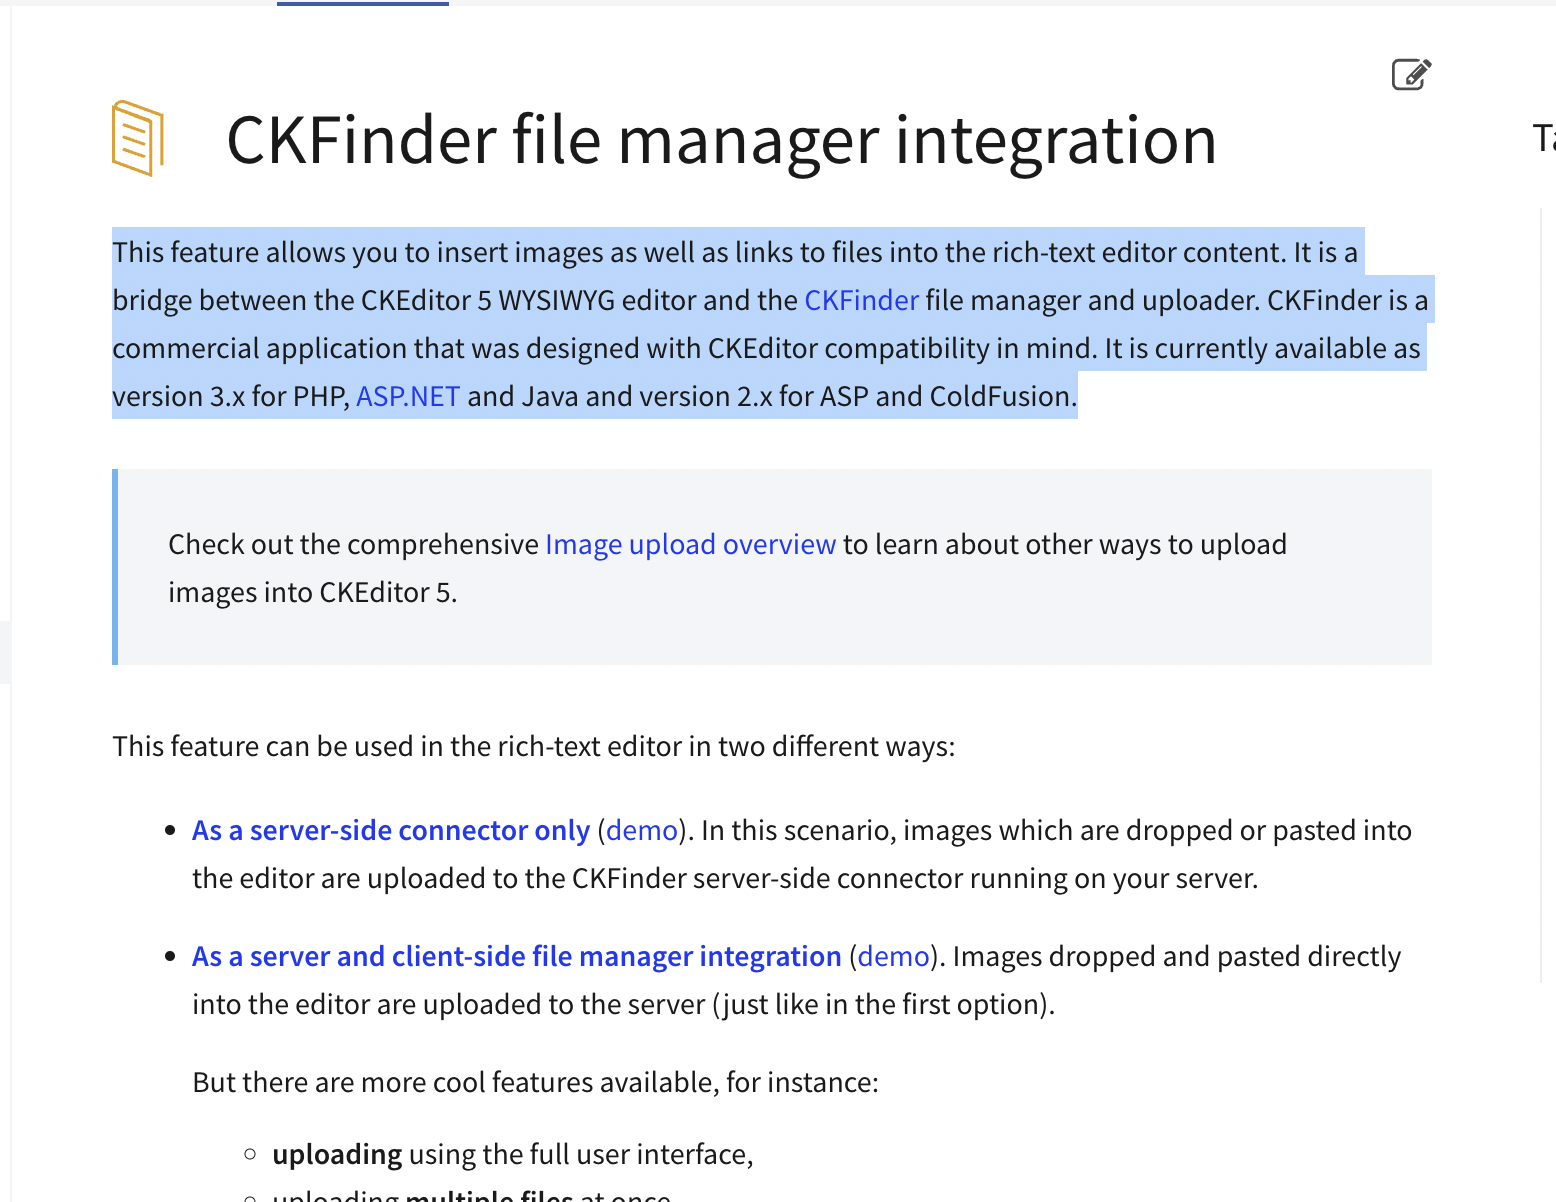 CKFinder file manager integration
This feature allows you to insert images as well as links to files into the rich-text editor content. It is a
bridge between the CKEditor 5 WYSIWYG editor and the CKFinder file manager and uploader. CKFinder is a
commercial application that was designed with CKEditor compatibility in mind. It is currently available as
version 3.x for PHP, ASP.NET and Java and version 2.x for ASP and ColdFusion.
Check out the comprehensive Image upload overview to learn about other ways to upload
images into CKEditor 5.
This feature can be used in the rich-text editor in two different ways:
As a server-side connector only (demo). In this scenario, images which are dropped or pasted into
the editor are uploaded to the CKFinder server-side connector running on your server.
As a server and client-side file manager integration (demo). Images dropped and pasted directly
into the editor are uploaded to the server (just like in the first option).
But there are more cool features available, for instance:
uploading using the full user interface,
uploading multiple files at once